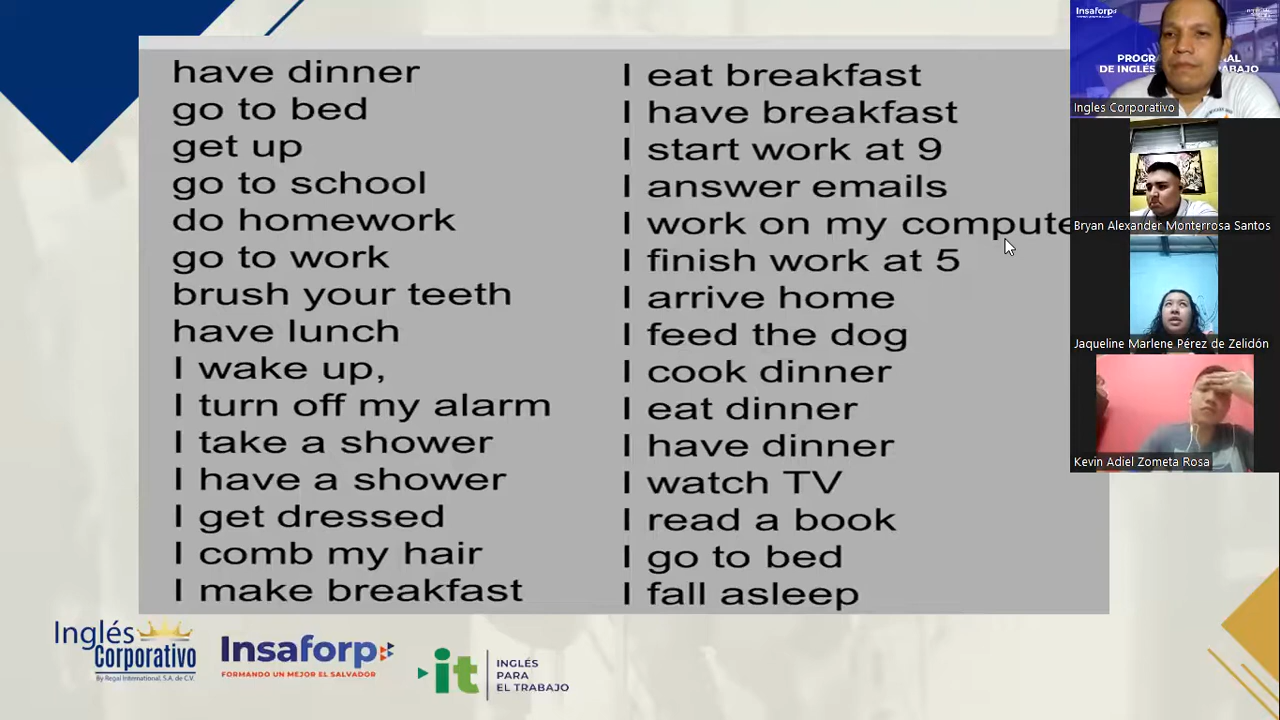 have dinner
go to bed
get up
go to school
do homework
go to work
brush your teeth
have lunch
I wake up,
I turn off my alarm
I take a shower
I have a shower
I get dressed
I comb my hair
I make breakfast
I eat breakfast
I have breakfast
I start work at 9
I answer emails
I work on my compute
I finish work at 5
I arrive home
I feed the dog
I cook dinner
I eat dinner
I have dinner
I watch TV
I read a book
I go to bed
I fall asleep
Inglés
Corporativo
By Regal International, S.A. de C.V.
Insaforp
FORMANDO UN MEJOR EL SALVADOR
it
INGLÉS
PARA
EL TRABAJO
Insaforp
PROGR AL
DE INGLÉS ABAJO
Ingles Corporativo
Bryan Alexander Monterrosa Santos
Jaqueline Marlene Pérez de Zelidón
Kevin Adiel Zometa Rosa